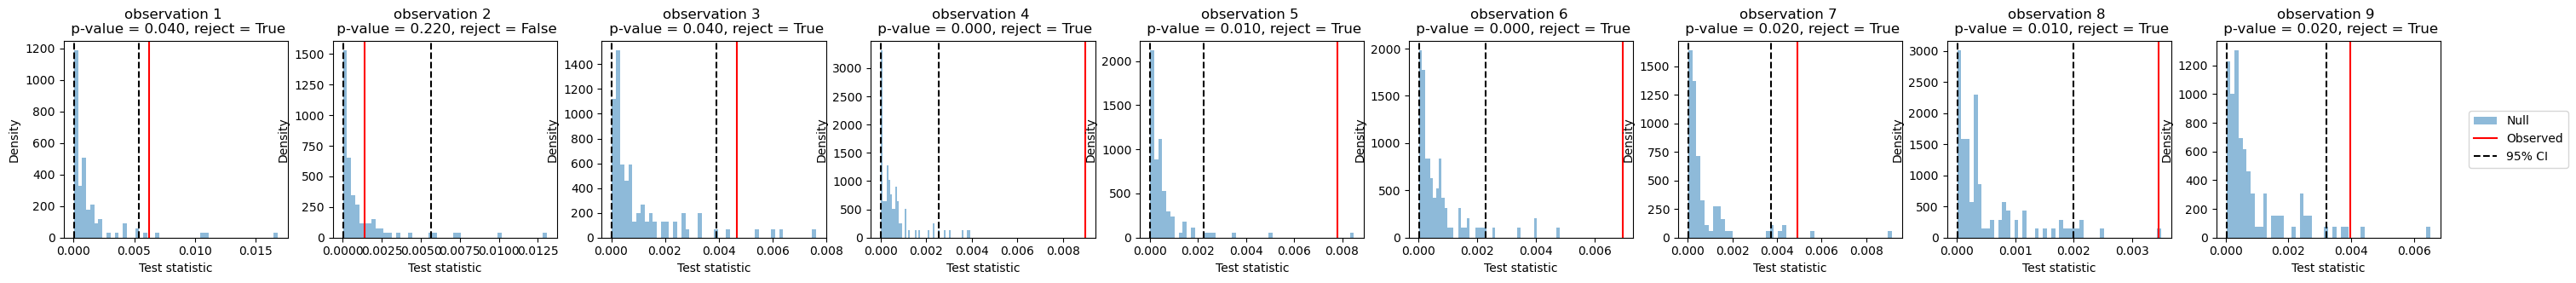 observation 1
p-value = 0.040, reject = True
1200
1000
800
600
400
200
0
Density
0.000 0.005 0.010 0.015
Test statistic
observation 2
p-value = 0.220, reject = False
1500
1250
1000
750
500
250
0
Density
0.0000 0.0025 0.0050 0.0075 0.0100 0.0125
Test statistic
observation 3
p-value = 0.040, reject = True
1400
1200
1000
800
600
400
200
0
0.000 0.002 0.004 0.006 0.008
Test statistic
observation 4
p-value = 0.000, reject = True
3000
2500
2000
1500
1000
500
0
Density
0.000 0.002 0.004 0.006 0.008
Test statistic
observation 5
p-value = 0.010, reject = True
2000
1500
1000
500
0
Density
0.000 0.002 0.004 0.006 0.008
Test statistic
observation 6
p-value = 0.000, reject = True
2000
1500
1000
500
0
Density
0.000 0.002 0.004 0.006
Test statistic
observation 7
p-value = 0.020, reject = True
1500
1250
1000
750
500
250
0
Density
0.000 0.002 0.004 0.006 0.008
Test statistic
observation 8
p-value = 0.010, reject = True
3000
2500
2000
1500
1000
500
0
0.000 0.001 0.002 0.003
Test statistic
observation 9
p-value = 0.020, reject = True
1200
1000
800
600
400
200
0
Density
0.000 0.002 0.004 0.006
Test statistic
Null
Observed
95% CI